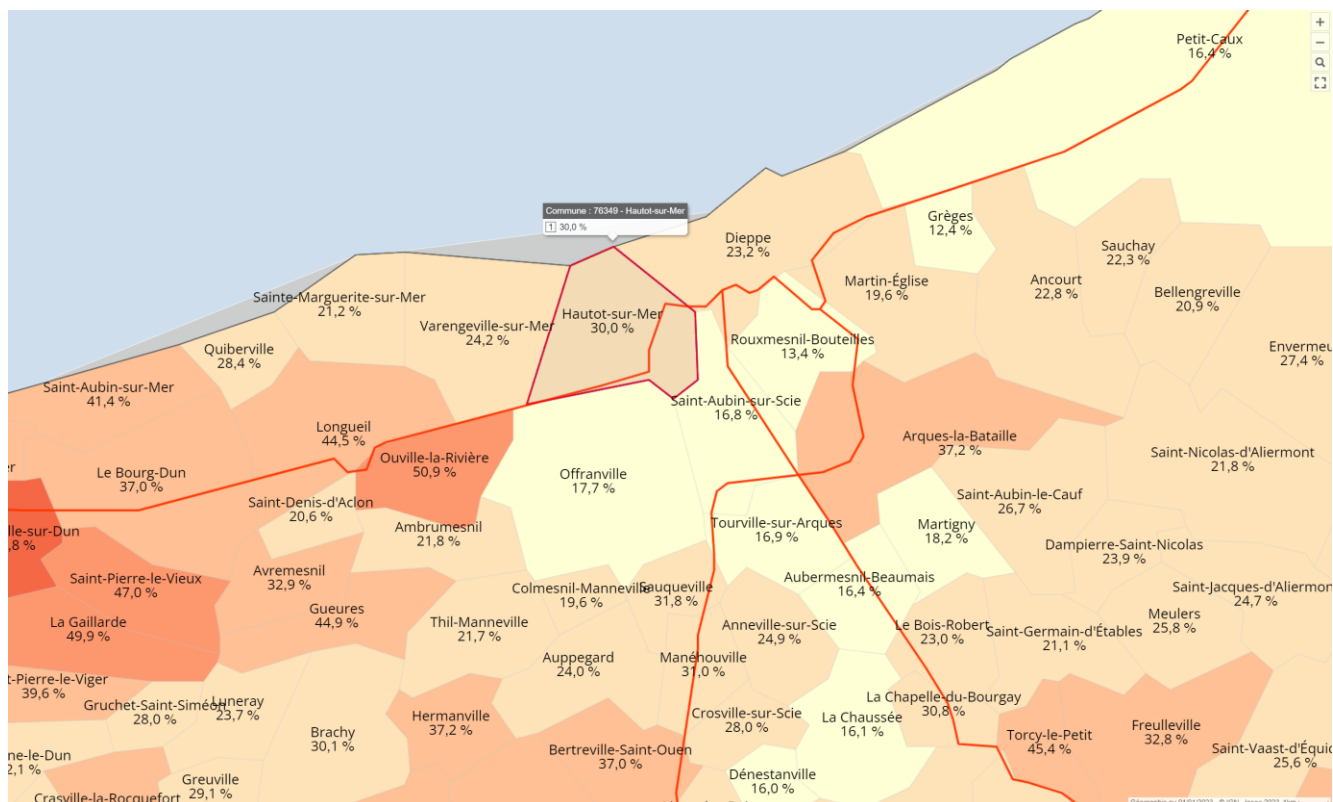 +
−
Petit-Caux
16,4 %
Commune : 76349 - Hautot-sur-Mer
1 30,0 %
Grèges
12,4 %
Dieppe
23,2 %
Sauchay
22,3 %
Martin-Église
19,6 %
Ancourt
22,8 %
Bellengreville
20,9 %
Sainte-Marguerite-sur-Mer
21,2 %
Varengeville-sur-Mer
24,2 %
Hautot-sur-Mer
30,0 %
Rouxmesnil-Bouteilles
13,4 %
Quiberville
28,4 %
Envermeu
27,4 %
Saint-Aubin-sur-Mer
41,4 %
Saint-Aubin-sur-Scie
16,8 %
Longueil
44,5 %
Arques-la-Bataille
37,2 %
Ouville-la-Rivière
50,9 %
Saint-Nicolas-d'Aliermont
21,8 %
Le Bourg-Dun
37,0 %
Offranville
17,7 %
er
Saint-Denis-d'Aclon
20,6 %
Saint-Aubin-le-Cauf
26,7 %
Ambrumesnil
21,8 %
Tourville-sur-Arques
16,9 %
Martigny
18,2 %
lle-sur-Dun
,8 %
Dampierre-Saint-Nicolas
23,9 %
Avremesnil
32,9 %
Saint-Pierre-le-Vieux
47,0 %
Aubermesnil-Beaumais
16,4 %
Colmesnil-Manneville
19,6 %
Sauqueville
31,8 %
Saint-Jacques-d'Aliermont
24,7 %
Gueures
44,9 %
Meulers
25,8 %
La Gaillarde
49,9 %
Thil-Manneville
21,7 %
Anneville-sur-Scie
24,9 %
Le Bois-Robert
23,0 %
Saint-Germain-d'Étables
21,1 %
Auppegard
24,0 %
Manéhouville
31,0 %
t-Pierre-le-Viger
39,6 %
La Chapelle-du-Bourgay
30,8 %
Luneray
23,7 %
Gruchet-Saint-Siméon
28,0 %
Crosville-sur-Scie
28,0 %
La Chaussée
16,1 %
Hermanville
37,2 %
Freulleville
32,8 %
Brachy
30,1 %
Torcy-le-Petit
45,4 %
Bertreville-Saint-Ouen
37,0 %
Saint-Vaast-d'Équic
25,6 %
ne-le-Dun
2,1 %
Dénestanville
16,0 %
Greuville
29,1 %
Crasville-la-Rocquefort